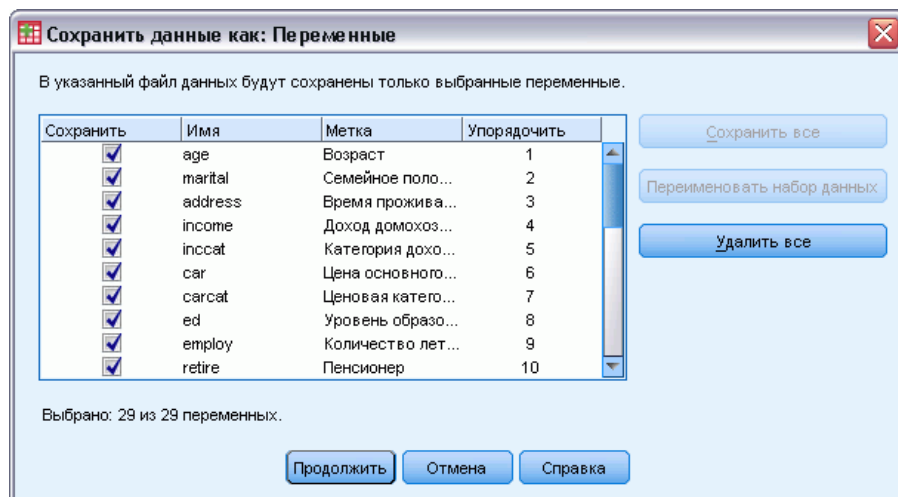 Сохранить данные как: Переменные
В указанный файл данных будут сохранены только выбранные переменные.
Сохранить Имя Метка Упорядочить
age Возраст 1
marital Семейное поло... 2
address Время прожива... 3
income Доход домохоз... 4
inccat Категория дохо... 5
car Цена основного... 6
carcat Ценовая катего... 7
ed Уровень образо... 8
employ Количество лет... 9
retire Пенсионер 10
Сохранить все
Переименовать набор данных
Удалить все
Выбрано: 29 из 29 переменных.
Продолжить Отмена Справка